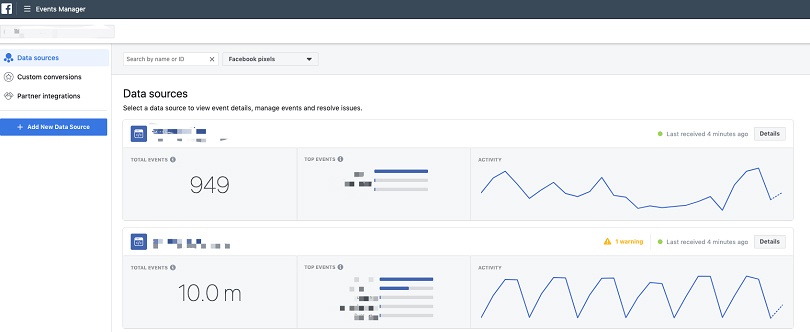 f Events Manager
Data sources
Custom conversions
Partner integrations
+ Add New Data Source
Search by name or ID
Facebook pixels
Data sources
Select a data source to view event details, manage events and resolve issues.
Last received 4 minutes ago Details
TOTAL EVENTS TOP EVENTS ACTIVITY
949
1 warning Last received 4 minutes ago Details
TOTAL EVENTS TOP EVENTS ACTIVITY
10.0 m